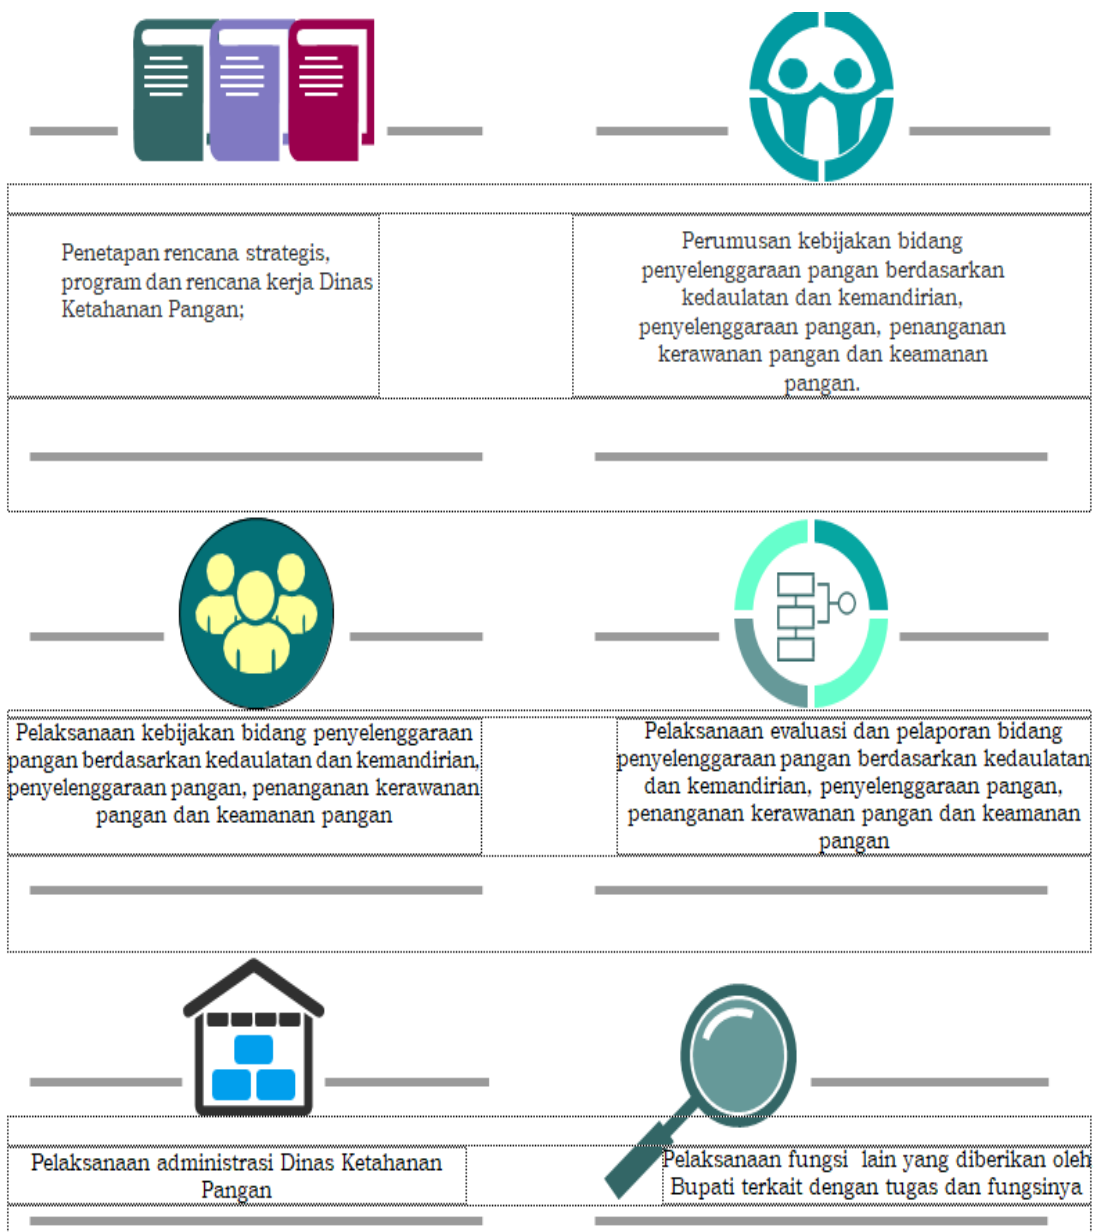 Penetapan rencana strategis,
program dan rencana kerja Dinas
Ketahanan Pangan;
Perumusan kebijakan bidang
penyelenggaraan pangan berdasarkan
kedaulatan dan kemandirian,
penyelenggaraan pangan, penanganan
kerawanan pangan dan keamanan
pangan.
Pelaksanaan kebijakan bidang penyelenggaraan
pangan berdasarkan kedaulatan dan kemandirian,
penyelenggaraan pangan, penanganan kerawanan
pangan dan keamanan pangan
Pelaksanaan evaluasi dan pelaporan bidang
penyelenggaraan pangan berdasarkan kedaulatan
dan kemandirian, penyelenggaraan pangan,
penanganan kerawanan pangan dan keamanan
pangan
Pelaksanaan administrasi Dinas Ketahanan
Pangan
Pelaksanaan fungsi lain yang diberikan oleh
Bupati terkait dengan tugas dan fungsinya